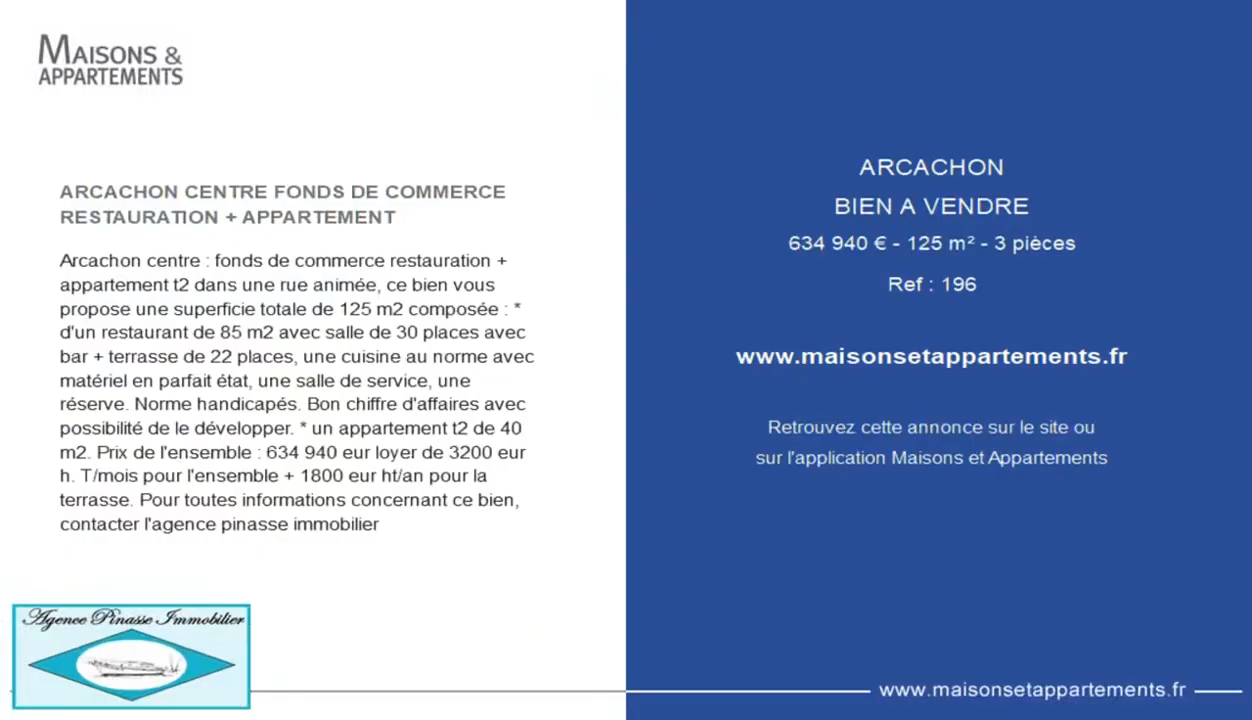 MAISONS &
APPARTEMENTS
ARCACHON CENTRE FONDS DE COMMERCE
RESTAURATION + APPARTEMENT
Arcachon centre : fonds de commerce restauration +
appartement t2 dans une rue animée, ce bien vous
propose une superficie totale de 125 m2 composée : *
d'un restaurant de 85 m2 avec salle de 30 places avec
bar + terrasse de 22 places, une cuisine au norme avec
matériel en parfait état, une salle de service, une
réserve. Norme handicapés. Bon chiffre d'affaires avec
possibilité de le développer. * un appartement t2 de 40
m2. Prix de l'ensemble : 634 940 eur loyer de 3200 eur
h. T/mois pour l'ensemble + 1800 eur ht/an pour la
terrasse. Pour toutes informations concernant ce bien,
contacter l'agence pinasse immobilier
Agence Pinasse Immobilier
ARCACHON
BIEN A VENDRE
634 940 € - 125 m² - 3 pièces
Ref : 196
www.maisonsetappartements.fr
Retrouvez cette annonce sur le site ou
sur l'application Maisons et Appartements
www.maisonsetappartements.fr